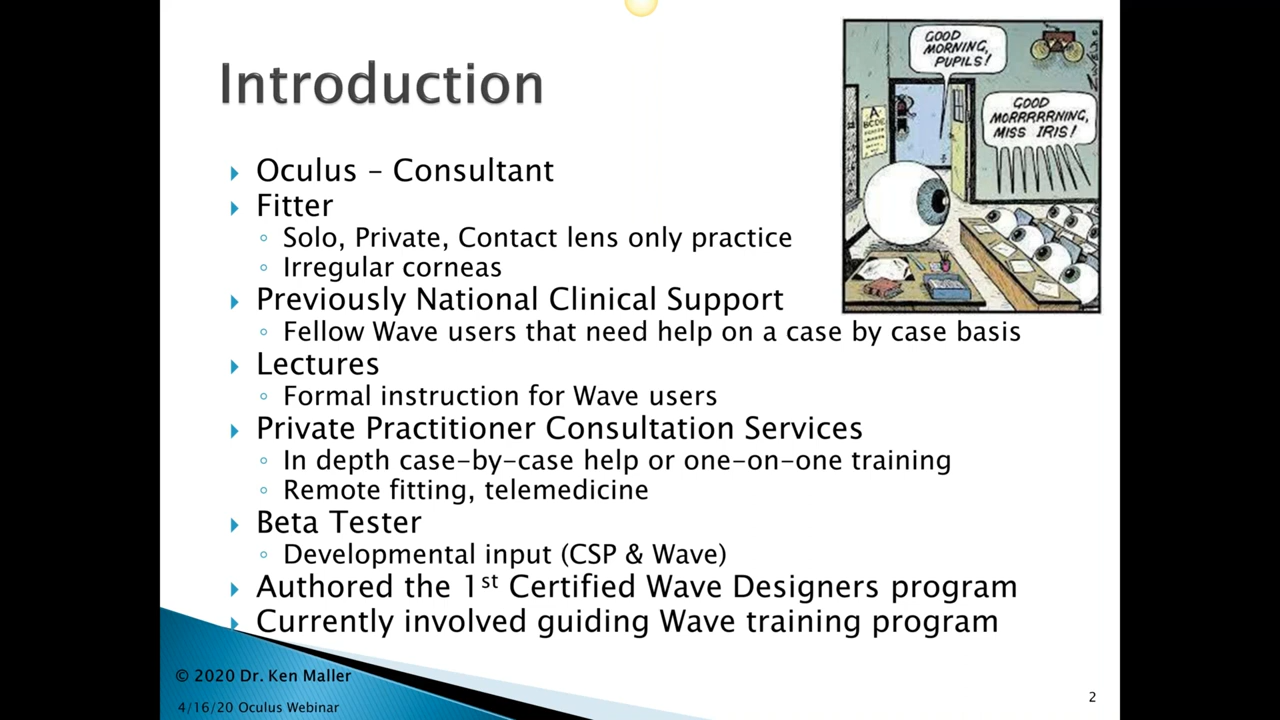 Introduction
Oculus – Consultant
Fitter
Solo, Private, Contact lens only practice
Irregular corneas
Previously National Clinical Support
Fellow Wave users that need help on a case by case basis
Lectures
Formal instruction for Wave users
Private Practitioner Consultation Services
In depth case-by-case help or one-on-one training
Remote fitting, telemedicine
Beta Tester
Developmental input (CSP & Wave)
Authored the 1st Certified Wave Designers program
Currently involved guiding Wave training program
GOOD
MORNING,
PUPILS!
GOOD
MORRRRRNING,
MISS IRIS!
A
BCDE
© 2020 Dr. Ken Maller
4/16/20 Oculus Webinar
2